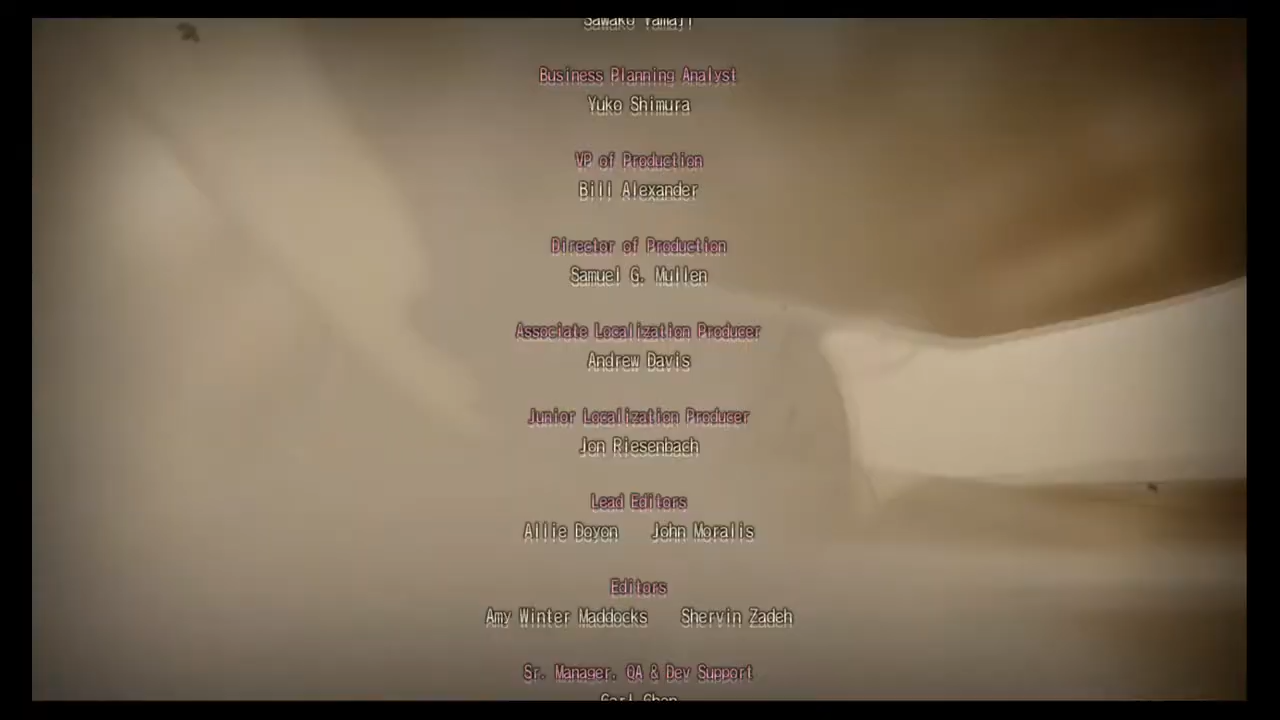 Sawako Yamaji
Business Planning Analyst
Yuko Shimura
VP of Production
Bill Alexander
Director of Production
Samuel G. Mullen
Associate Localization Producer
Andrew Davis
Junior Localization Producer
Jon Riesenbach
Lead Editors
Allie Doyon John Moralis
Editors
Amy Winter Maddocks Shervin Zadeh
Sr. Manager, QA & Dev Support